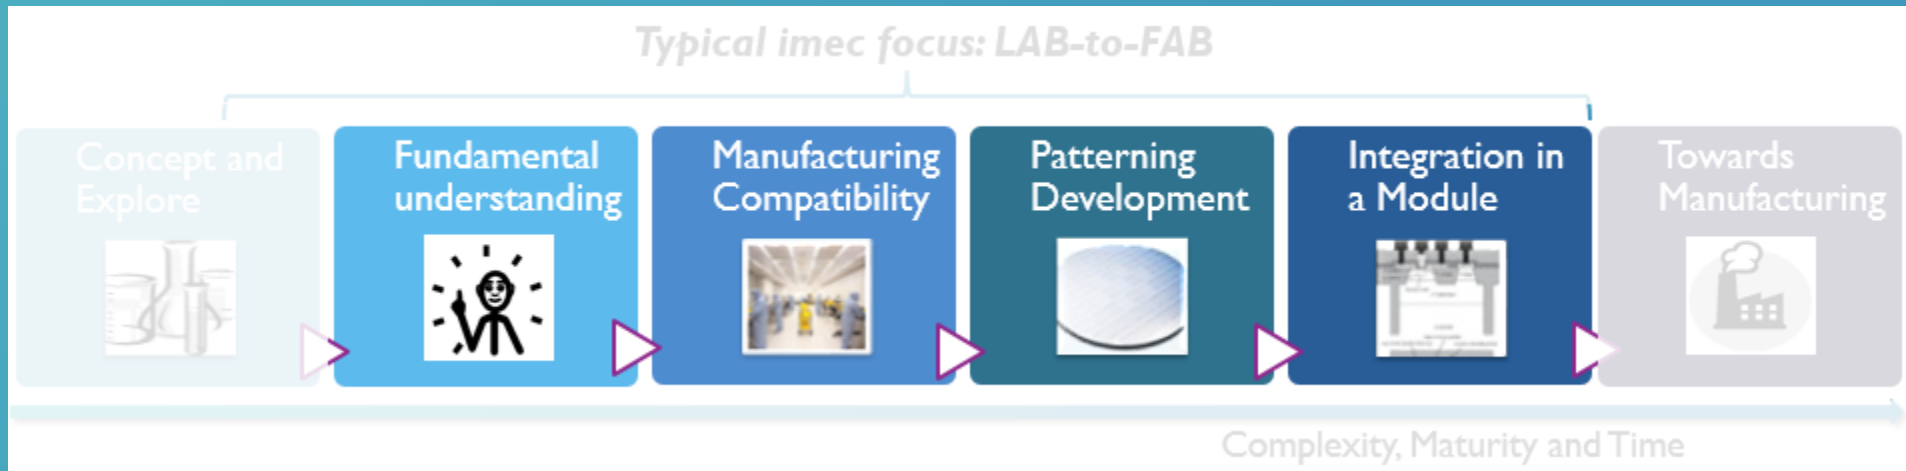 Typical imec focus: LAB-to-FAB
Concept and
Explore
Fundamental
understanding
Manufacturing
Compatibility
Patterning
Development
Integration in
a Module
Towards
Manufacturing
Complexity, Maturity and Time